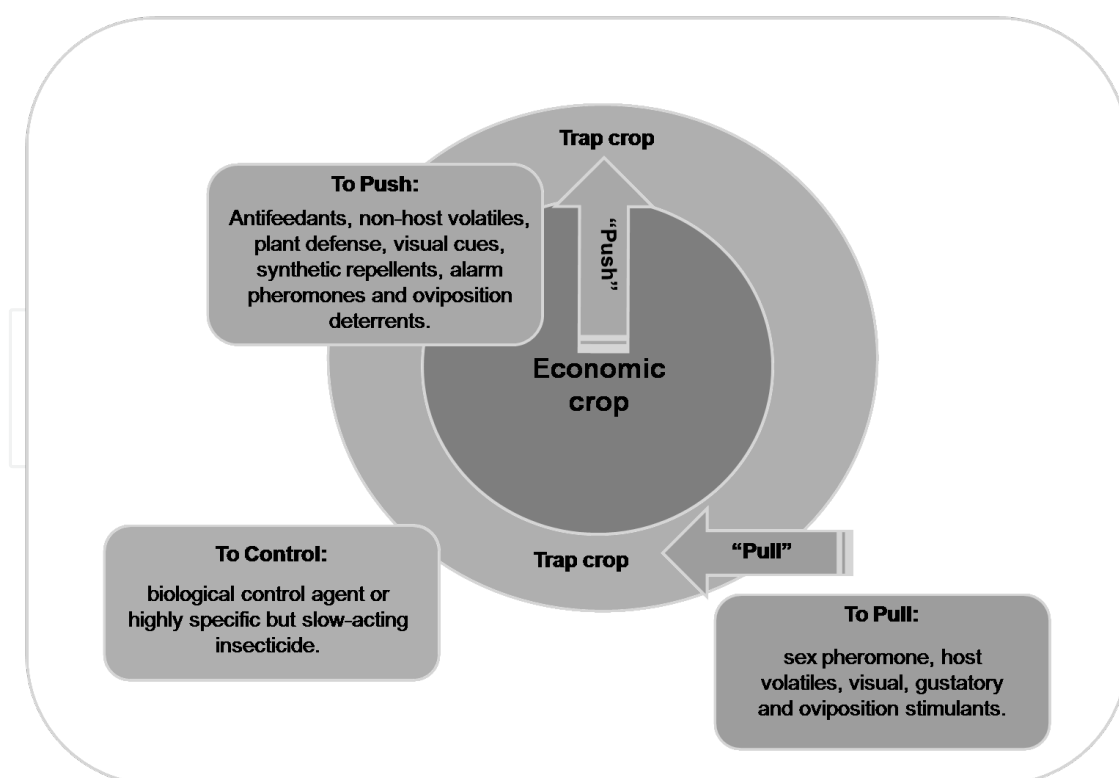 Trap crop
To Push:
Antifeedants, non-host volatiles,
plant defense, visual cues,
synthetic repellents, alarm
pheromones and oviposition
deterrents.
“Push”
Economic
crop
To Control:
biological control agent or
highly specific but slow-acting
insecticide.
Trap crop
“Pull”
To Pull:
sex pheromone, host
volatiles, visual, gustatory
and oviposition stimulants.